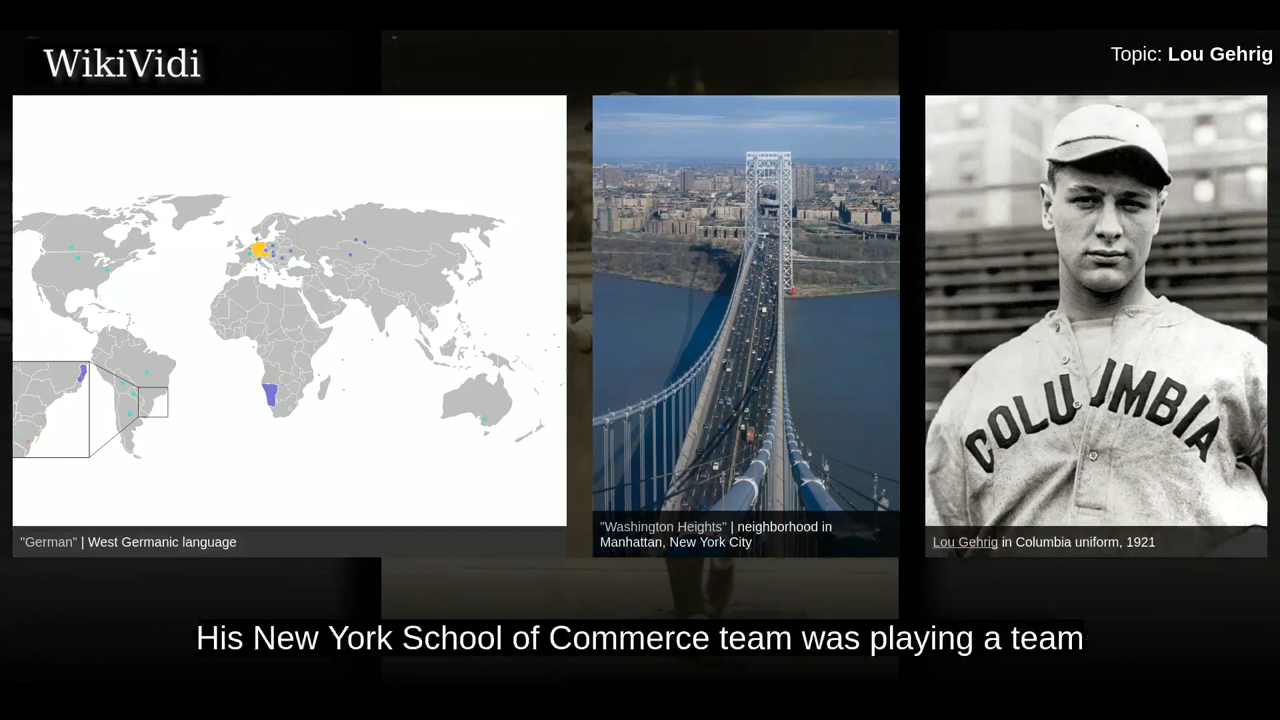 WikiVidi
Topic: Lou Gehrig
COLUMBIA
"German" | West Germanic language
"Washington Heights" | neighborhood in
Manhattan, New York City
Lou Gehrig in Columbia uniform, 1921
His New York School of Commerce team was playing a team